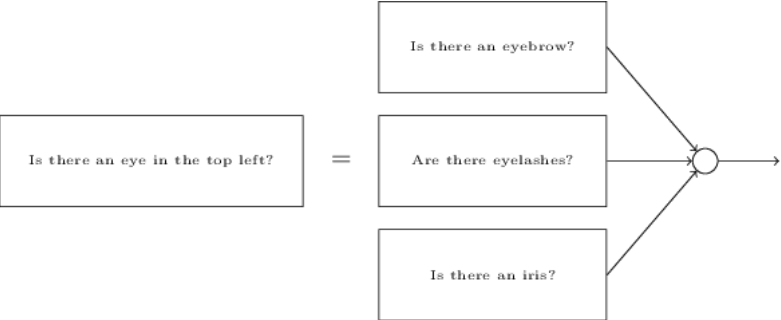 Is there an eyebrow?
Is there an eye in the top left?
=
Are there eyelashes?
Is there an iris?